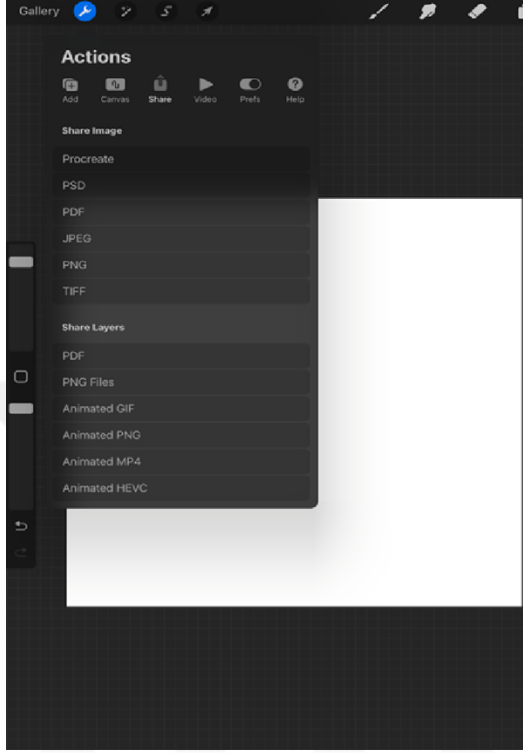 Gallery
Actions
Add Canvas Share Video Prefs Help
Share Image
Procreate
PSD
PDF
JPEG
PNG
TIFF
Share Layers
PDF
PNG Files
Animated GIF
Animated PNG
Animated MP4
Animated HEVC